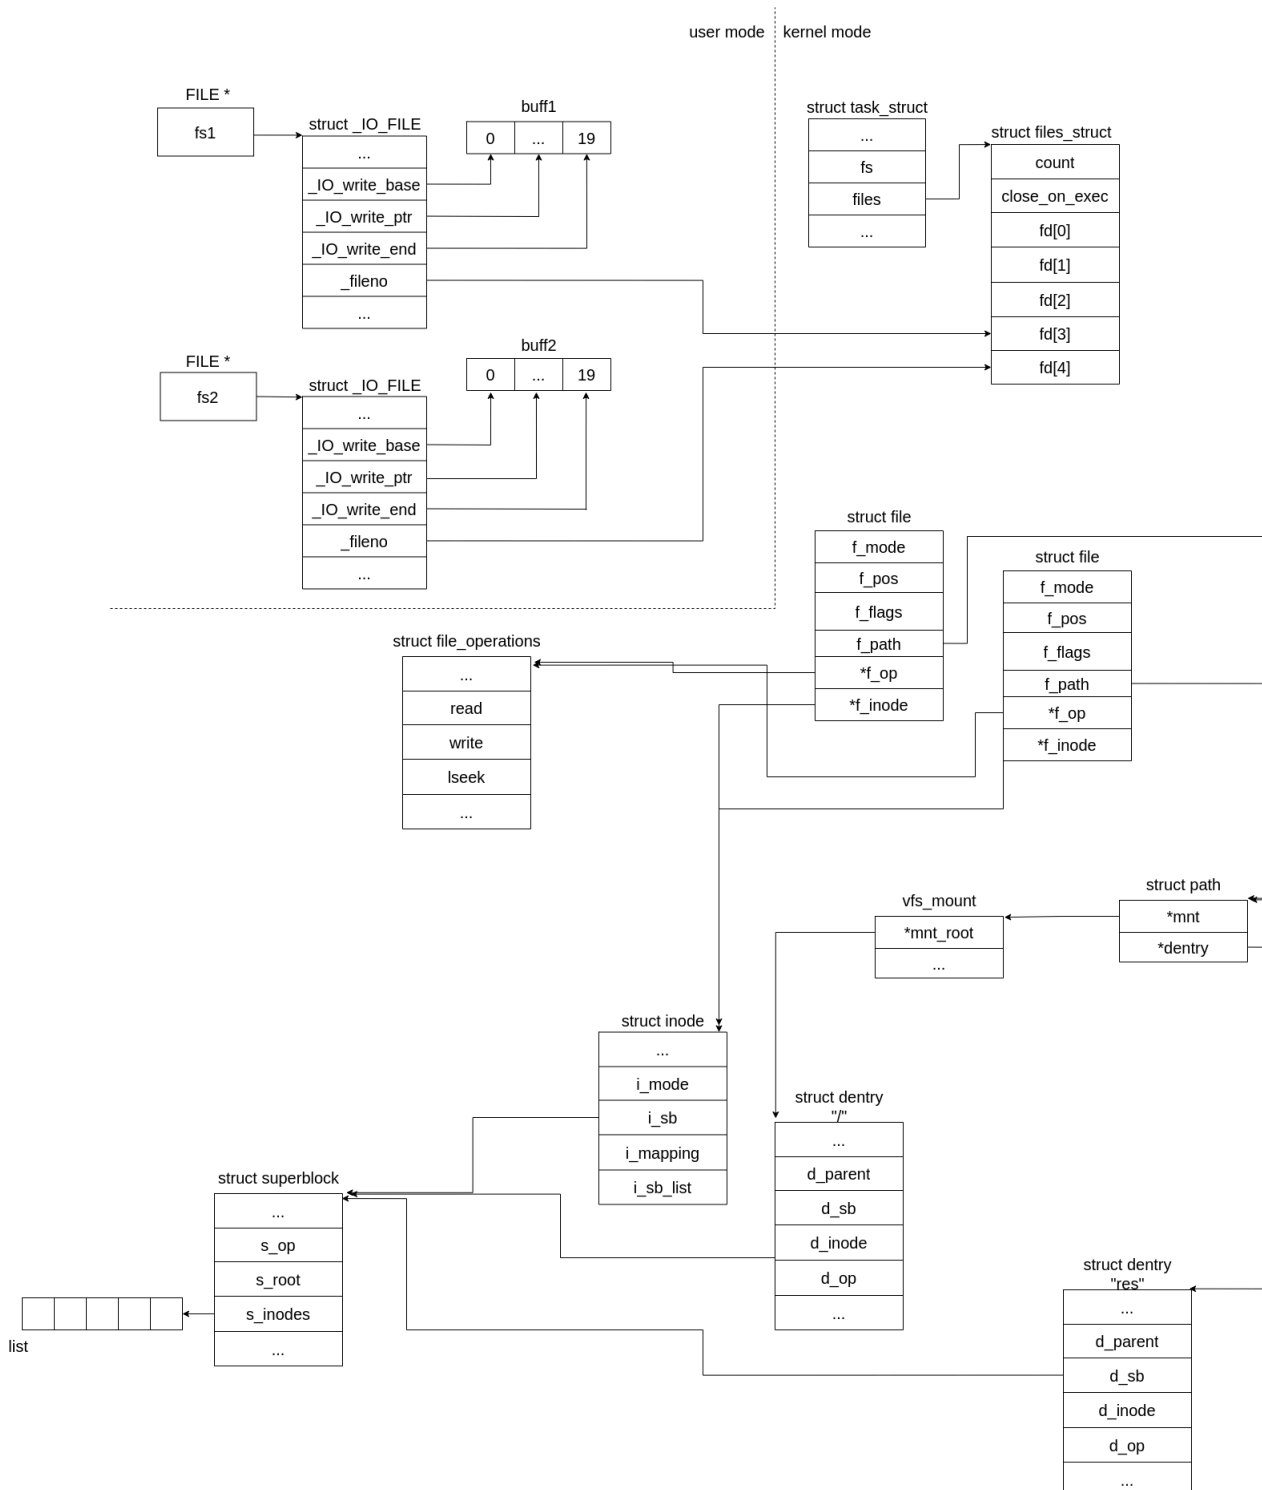 user mode
kernel mode
FILE *
fs1
struct _IO_FILE
...
_IO_write_base
_IO_write_ptr
_IO_write_end
_fileno
...
buff1
0
...
19
struct task_struct
...
fs
files
...
struct files_struct
count
close_on_exec
fd[0]
fd[1]
fd[2]
fd[3]
fd[4]
FILE *
fs2
struct _IO_FILE
...
_IO_write_base
_IO_write_ptr
_IO_write_end
_fileno
...
buff2
0
...
19
struct file
f_mode
f_pos
f_flags
f_path
*f_op
*f_inode
struct file
f_mode
f_pos
f_flags
f_path
*f_op
*f_inode
struct file_operations
...
read
write
lseek
...
struct path
*mnt
*dentry
vfs_mount
*mnt_root
...
struct inode
...
i_mode
i_sb
i_mapping
i_sb_list
struct dentry
"/"
...
d_parent
d_sb
d_inode
d_op
...
struct superblock
...
s_op
s_root
s_inodes
...
list
struct dentry
"res"
...
d_parent
d_sb
d_inode
d_op
...